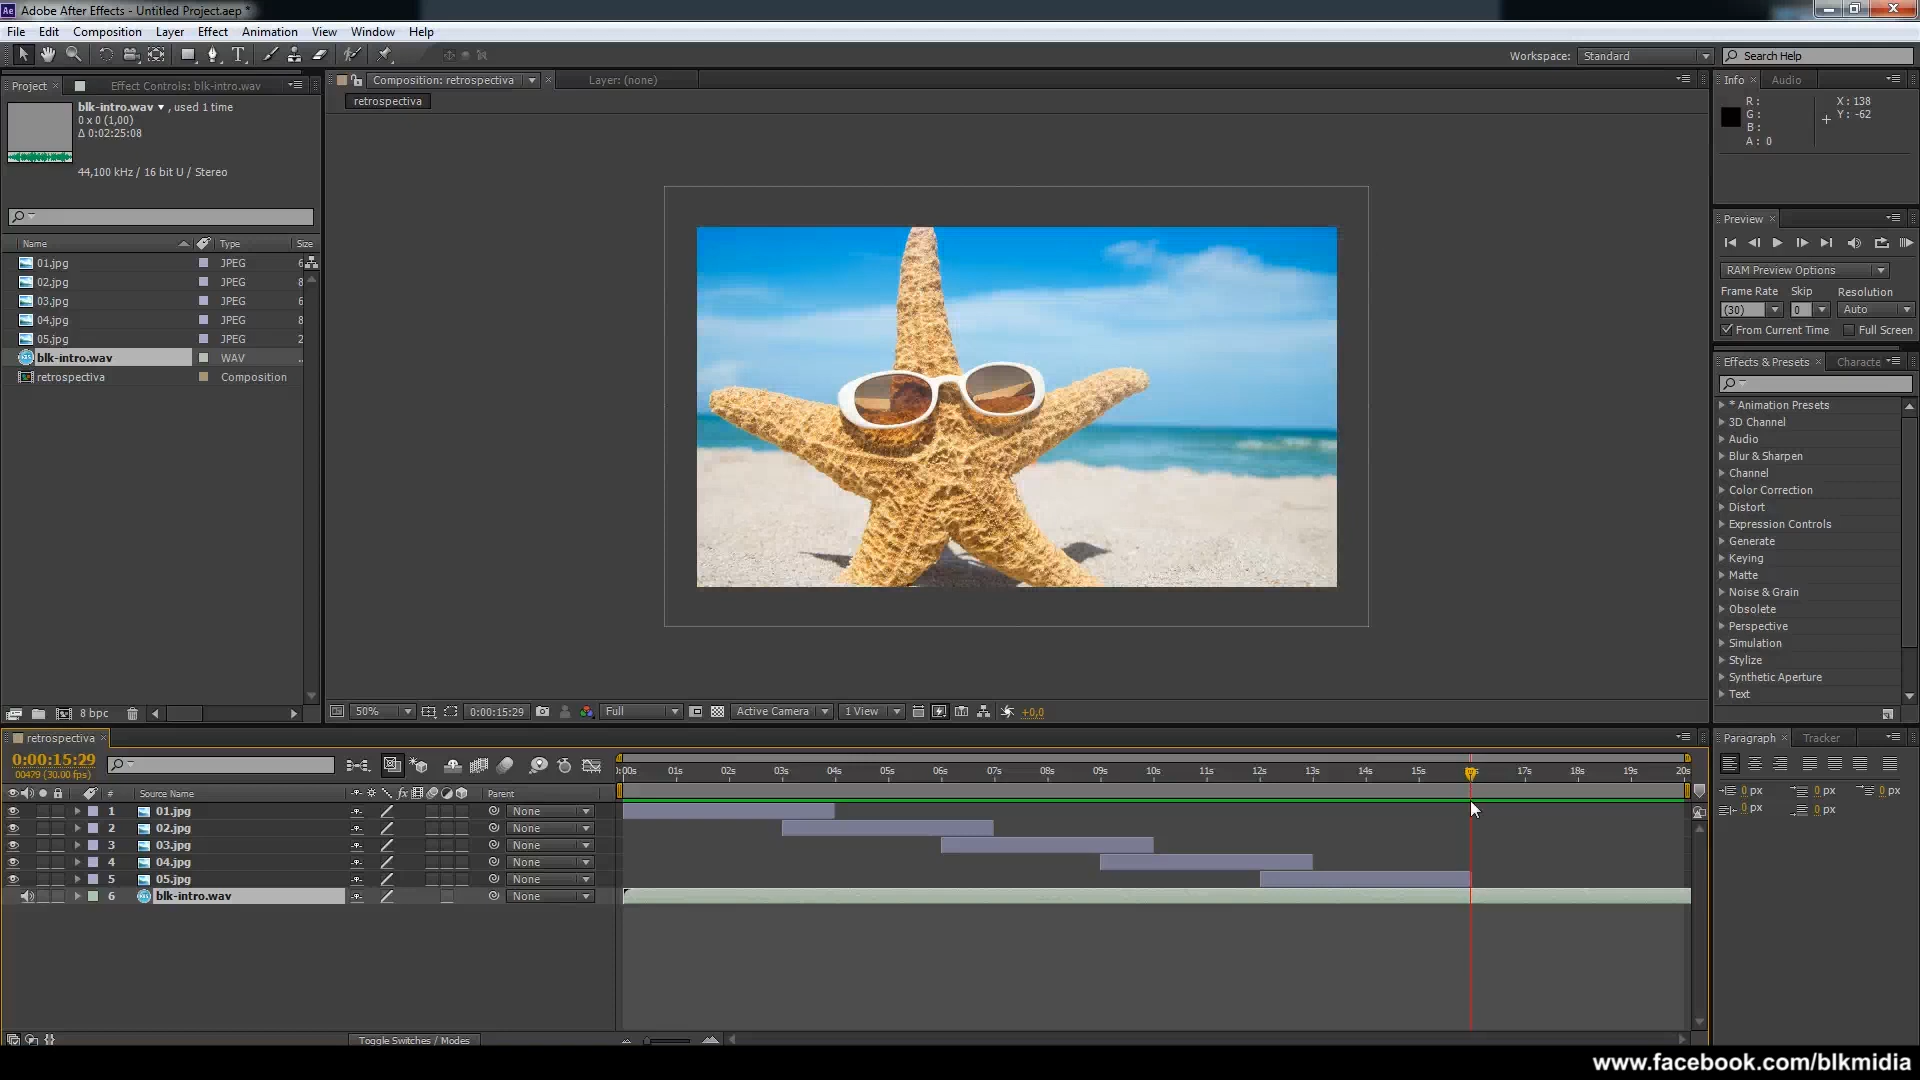 Adobe After Effects - Untitled Project.aep *
File Edit Composition Layer Effect Animation View Window Help
Workspace: Standard Search Help
Project Effect Controls: blk-intro.wav
blk-intro.wav , used 1 time
0 x 0 (1,00)
Δ 0:02:25:08
44,100 kHz / 16 bit U / Stereo
Name Type Size
01.jpg JPEG 6
02.jpg JPEG 8
03.jpg JPEG 6
04.jpg JPEG 8
05.jpg JPEG 2
blk-intro.wav WAV ..
retrospectiva Composition
8 bpc
Composition: retrospectiva Layer: (none)
retrospectiva
50% 0:00:15:29 Full Active Camera 1 View +0,0
Info Audio
R : X : 138
G : Y : -62
B :
A : 0
Preview
RAM Preview Options
Frame Rate Skip Resolution
(30) 0 Auto
From Current Time Full Screen
Effects & Presets Characte
* Animation Presets
3D Channel
Audio
Blur & Sharpen
Channel
Color Correction
Distort
Expression Controls
Generate
Keying
Matte
Noise & Grain
Obsolete
Perspective
Simulation
Stylize
Synthetic Aperture
Text
retrospectiva
0:00:15:29
00479 (30.00 fps)
# Source Name fx Parent
1 01.jpg None
2 02.jpg None
3 03.jpg None
4 04.jpg None
5 05.jpg None
6 blk-intro.wav None
):00s 01s 02s 03s 04s 05s 06s 07s 08s 09s 10s 11s 12s 13s 14s 15s 17s 18s 19s 20s
Toggle Switches / Modes
Paragraph Tracker
0 px 0 px 0 px
0 px 0 px
www.facebook.com/blkmidia